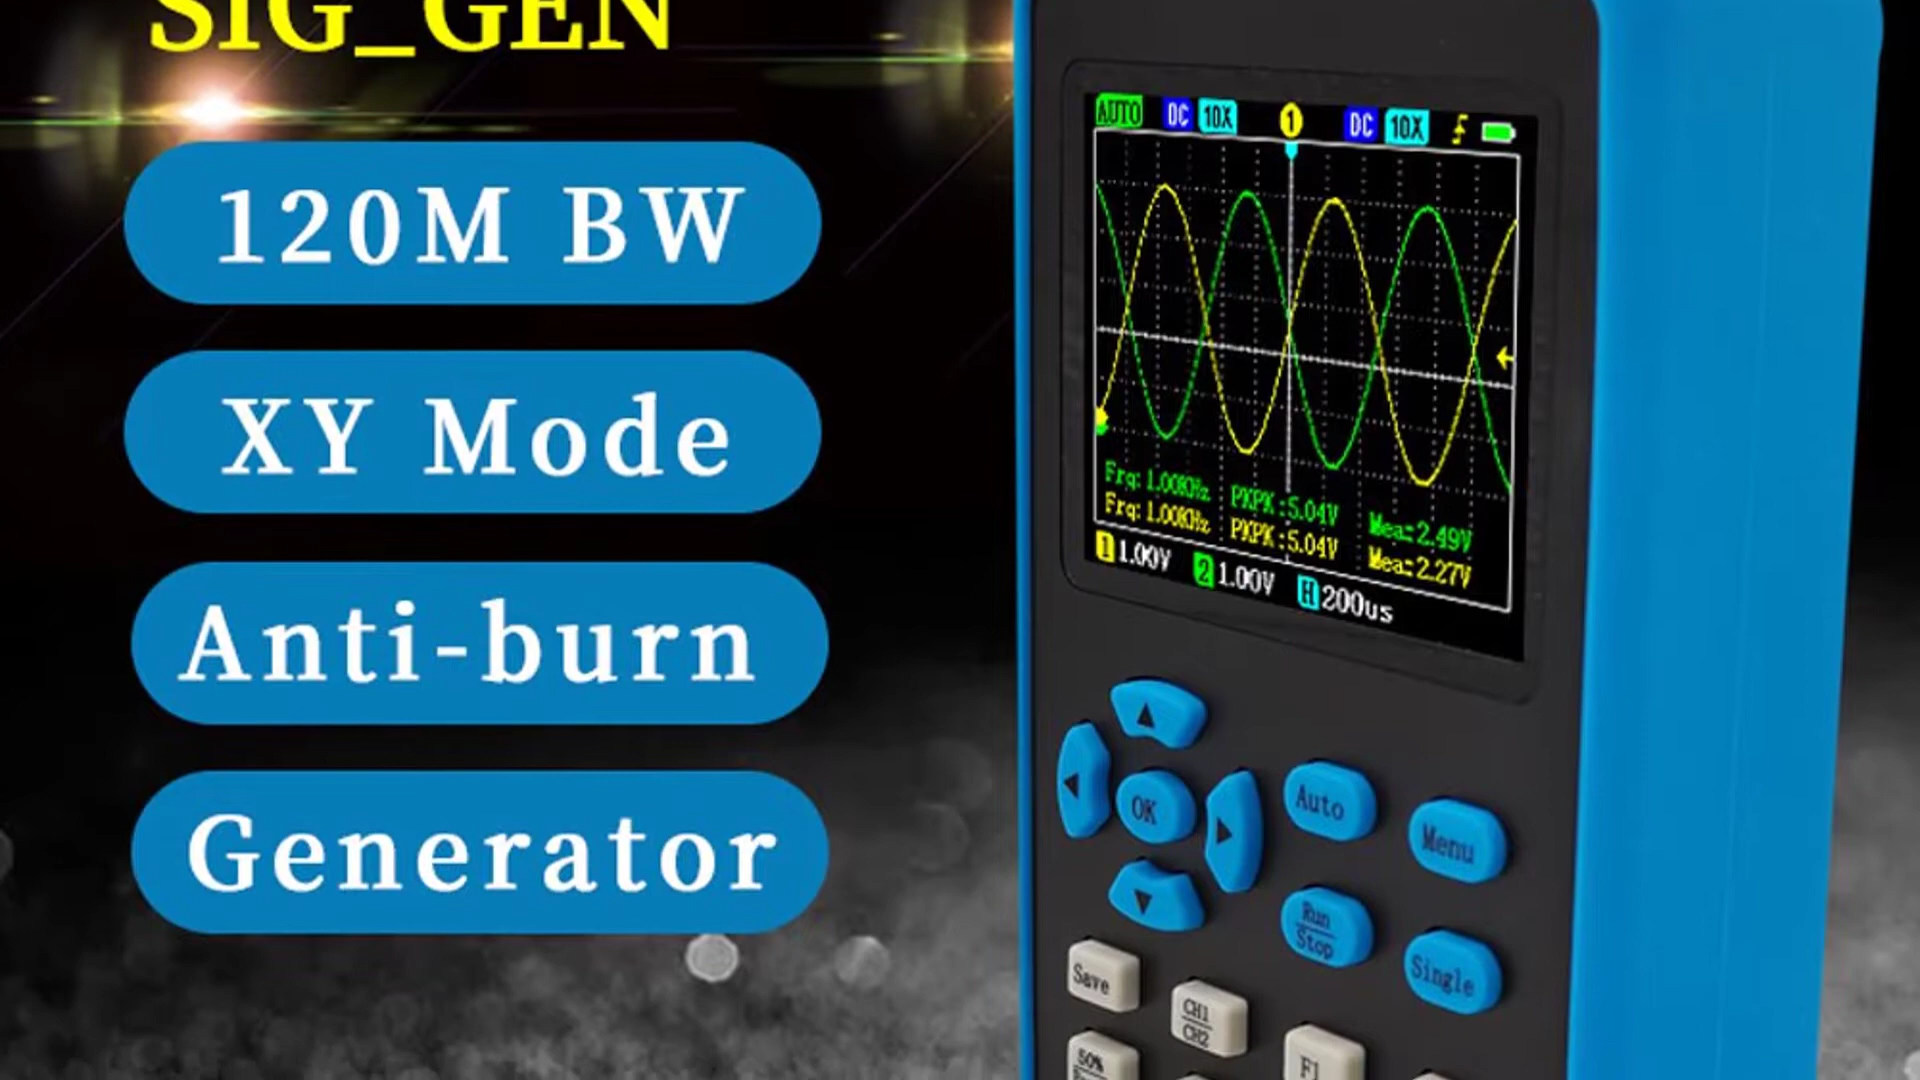 SIG_GEN
120M BW
XY Mode
Anti-burn
Generator
AUTO DC 10X 1 DC 10X
Frq:1.00KHz PKPK:5.04V Mea:2.49V
Frq:1.00KHz PKPK:5.04V Mea:2.27V
1 1.00V 2 1.00V H 200us
OK
Auto
Menu
Run
Stop
Single
Save
CH1
CH2
F1
50%